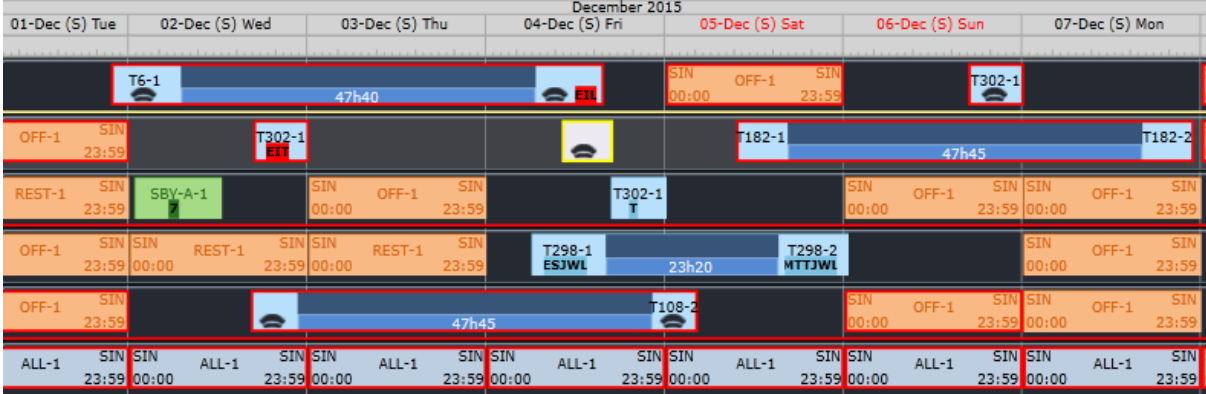 December 2015
01-Dec (S) Tue 02-Dec (S) Wed 03-Dec (S) Thu 04-Dec (S) Fri 05-Dec (S) Sat 06-Dec (S) Sun 07-Dec (S) Mon
T6-1 SIN OFF-1 SIN T302-1
47h40 EIL 00:00 23:59
OFF-1 SIN T302-1 T182-1 T182-2
23:59 EIT 47h45
REST-1 SIN SBY-A-1 SIN OFF-1 SIN T302-1 SIN OFF-1 SIN SIN OFF-1 SIN
23:59 7 00:00 23:59 T 00:00 23:59 00:00 23:59
OFF-1 SIN SIN REST-1 SIN SIN REST-1 SIN T298-1 T298-2 SIN OFF-1 SIN
23:59 00:00 23:59 00:00 23:59 ESJWL 23h20 MTTJWL 00:00 23:59
OFF-1 SIN T108-2 SIN OFF-1 SIN SIN OFF-1 SIN
23:59 47h45 00:00 23:59 00:00 23:59
ALL-1 SIN SIN ALL-1 SIN SIN ALL-1 SIN SIN ALL-1 SIN SIN ALL-1 SIN SIN ALL-1 SIN SIN ALL-1 SIN
23:59 00:00 23:59 00:00 23:59 00:00 23:59 00:00 23:59 00:00 23:59 00:00 23:59